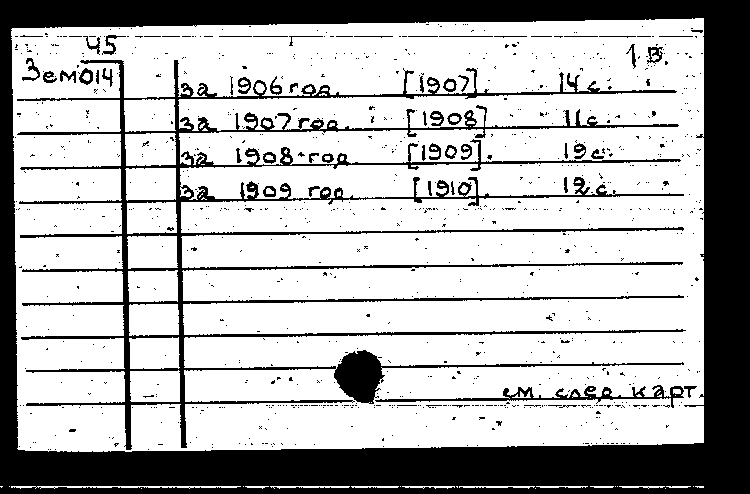 45
Зем014
1 в.
за 1906 год. [1907]. 14 с.
за 1907 год. [1908] 11 с.
за 1908 год [1909]. 19 с.
за 1909 год. [1910]. 12 с.
см. след. карт.